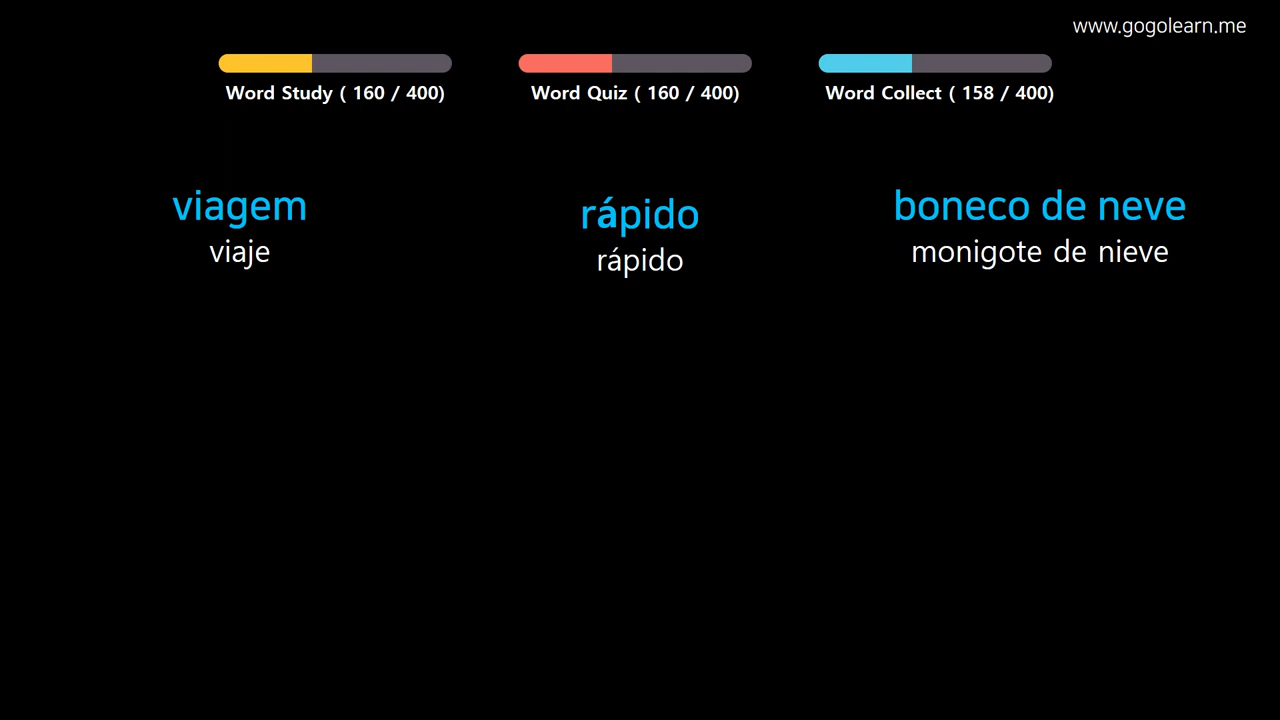 www.gogolearn.me
Word Study ( 160 / 400)
Word Quiz ( 160 / 400)
Word Collect ( 158 / 400)
viagem
viaje
rápido
rápido
boneco de neve
monigote de nieve